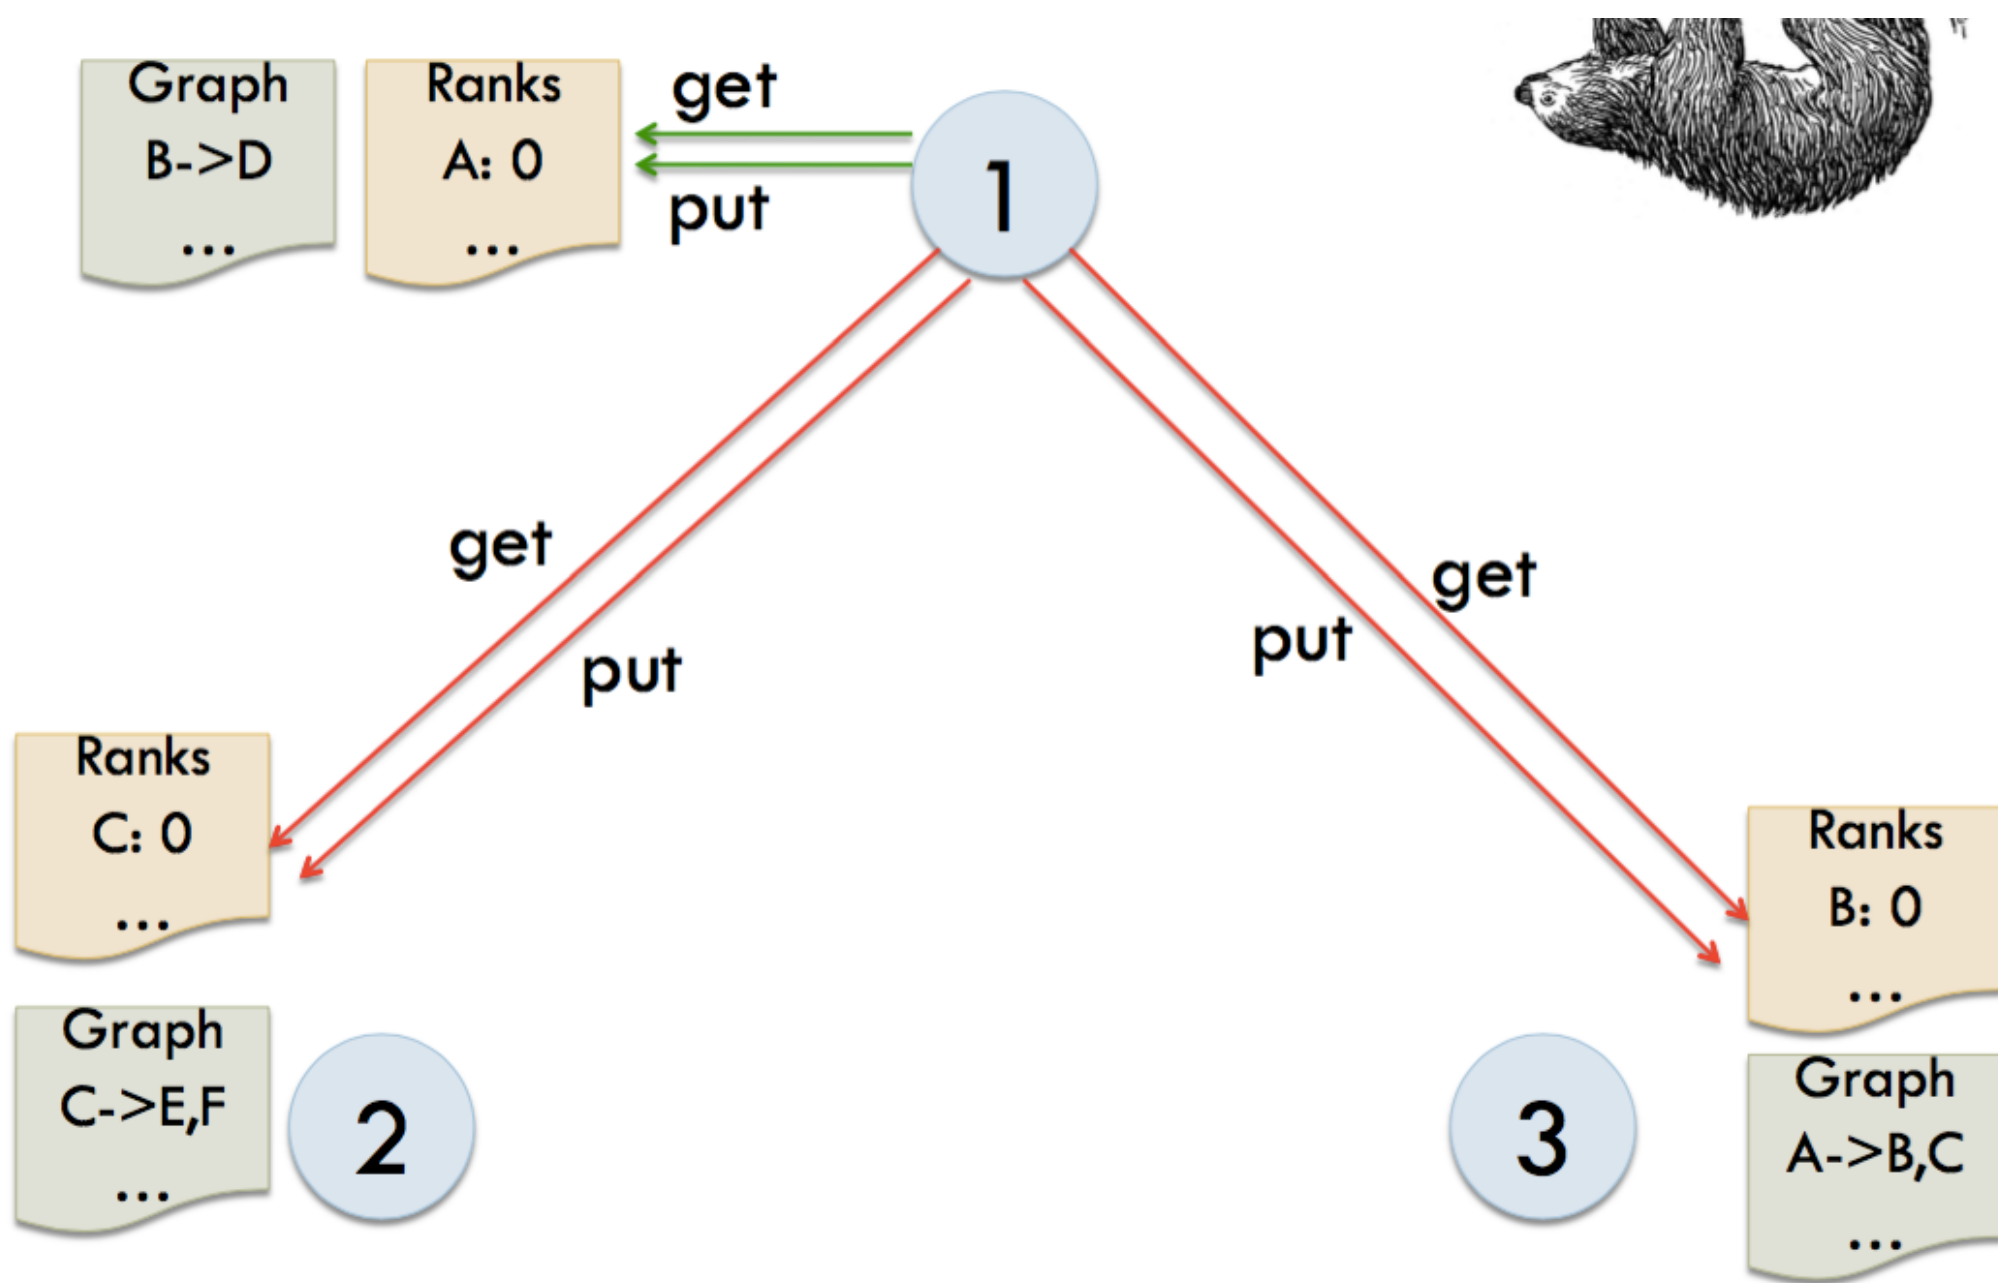 Graph
B->D
...
Ranks
A: 0
...
get
put
1
get
put
get
put
Ranks
C: 0
...
Graph
C->E,F
...
2
3
Ranks
B: 0
...
Graph
A->B,C
...